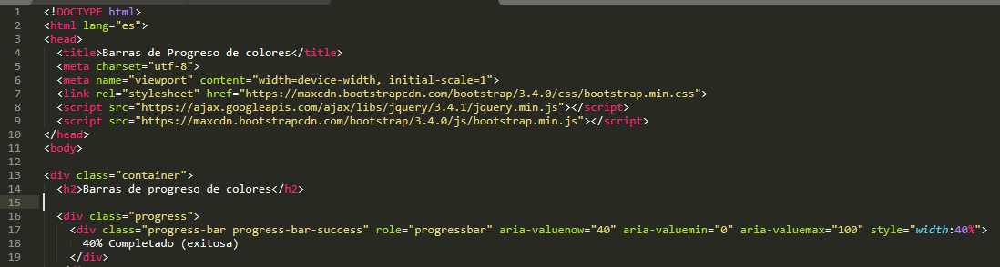 1 <!DOCTYPE html>
2 <html lang="es">
3 <head>
4 <title>Barras de Progreso de colores</title>
5 <meta charset="utf-8">
6 <meta name="viewport" content="width=device-width, initial-scale=1">
7 <link rel="stylesheet" href="https://maxcdn.bootstrapcdn.com/bootstrap/3.4.0/css/bootstrap.min.css">
8 <script src="https://ajax.googleapis.com/ajax/libs/jquery/3.4.1/jquery.min.js"></script>
9 <script src="https://maxcdn.bootstrapcdn.com/bootstrap/3.4.0/js/bootstrap.min.js"></script>
10 </head>
11 <body>
12
13 <div class="container">
14 <h2>Barras de progreso de colores</h2>
15
16 <div class="progress">
17 <div class="progress-bar progress-bar-success" role="progressbar" aria-valuenow="40" aria-valuemin="0" aria-valuemax="100" style="width:40%">
18 40% Completado (exitosa)
19 </div>